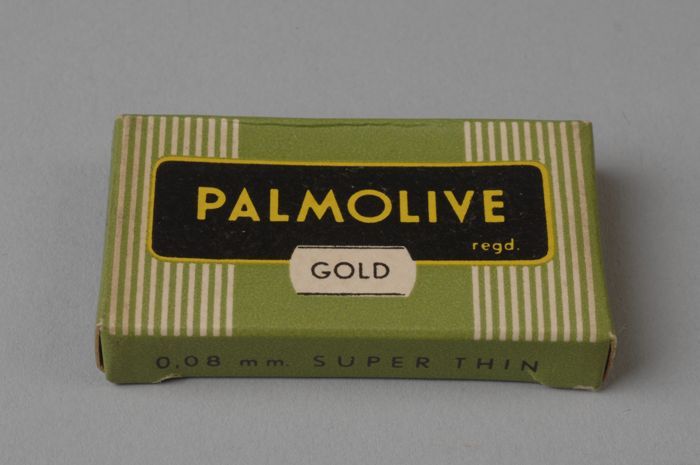 PALMOLIVE
regd.
GOLD
0,08 mm. SUPER THIN